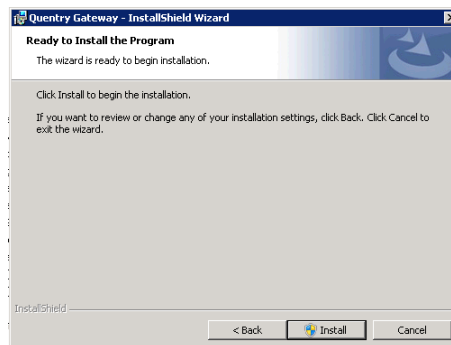 Quentry Gateway - InstallShield Wizard
Ready to Install the Program
The wizard is ready to begin installation.
Click Install to begin the installation.
If you want to review or change any of your installation settings, click Back. Click Cancel to
exit the wizard.
InstallShield
< Back Install Cancel